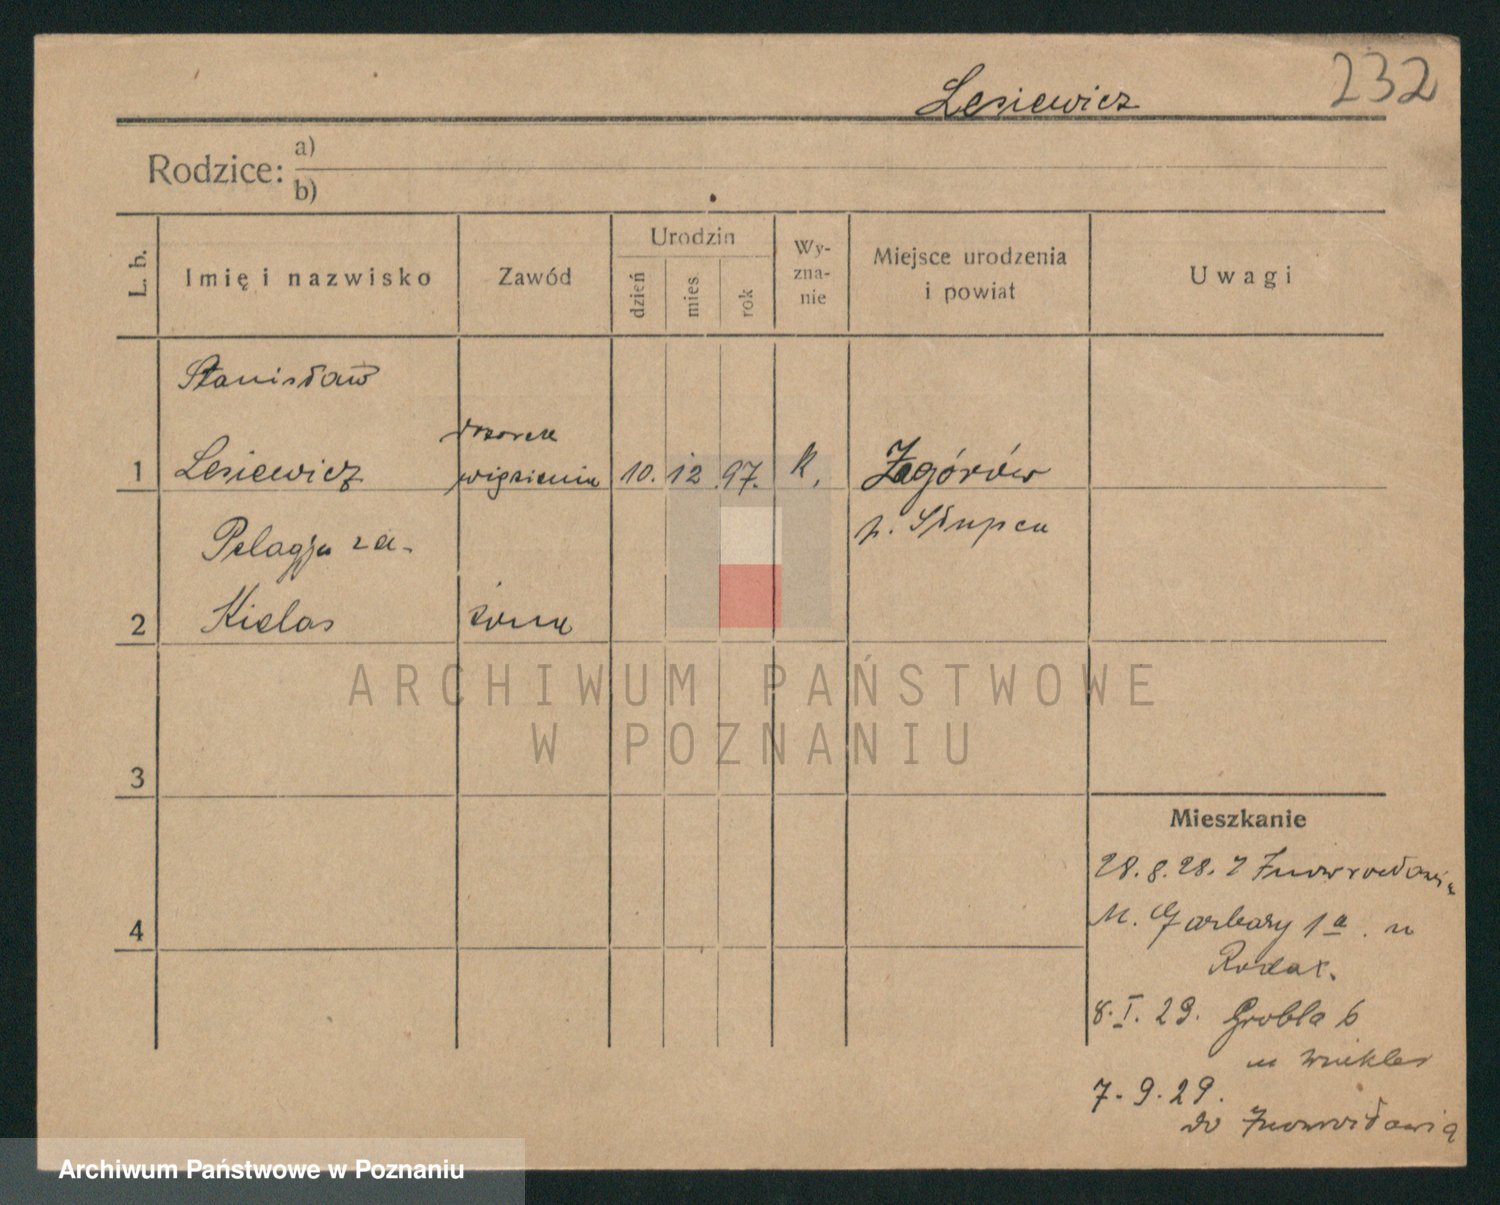 232
Lesiewicz
Rodzice: a)
b)
L. b. Imię i nazwisko Zawód Urodzin dzień mies rok Wy-zna-nie Miejsce urodzenia i powiat Uwagi
Stanisław
dozorca
1 Lesiewicz więzienia 10. 12 97. k. Zagórów
p. Słupca
Pelagja za-
2 Kielas żona
ARCHIWUM PAŃSTWOWE
W POZNANIU
3
Mieszkanie
28. 8. 28. z Inowrocławia
4 M. Garbary 1a. u
8. I. 29. Grobla 6
u
7. 9. 29.
do Inowrocławia
Archiwum Państwowe w Poznaniu